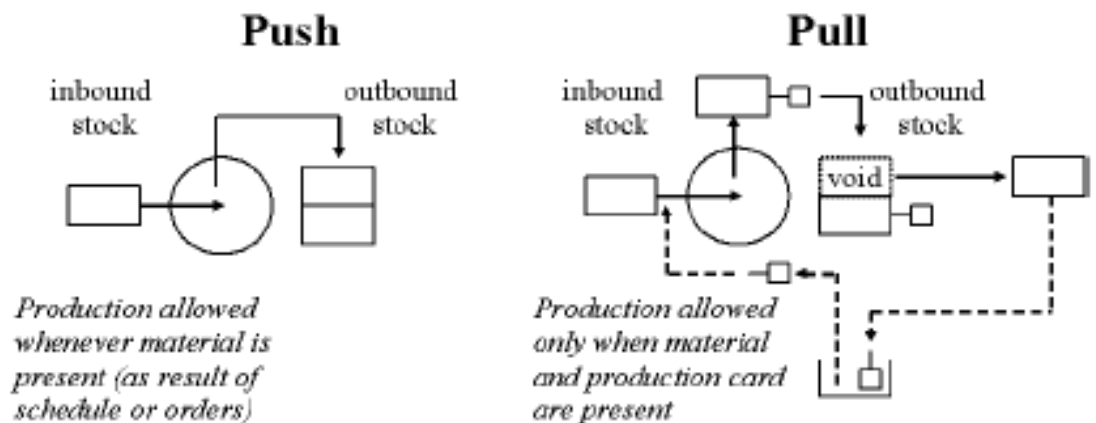 Push
inbound
stock
outbound
stock
Production allowed
whenever material is
present (as result of
schedule or orders)
Pull
inbound
stock
outbound
stock
void
Production allowed
only when material
and production card
are present